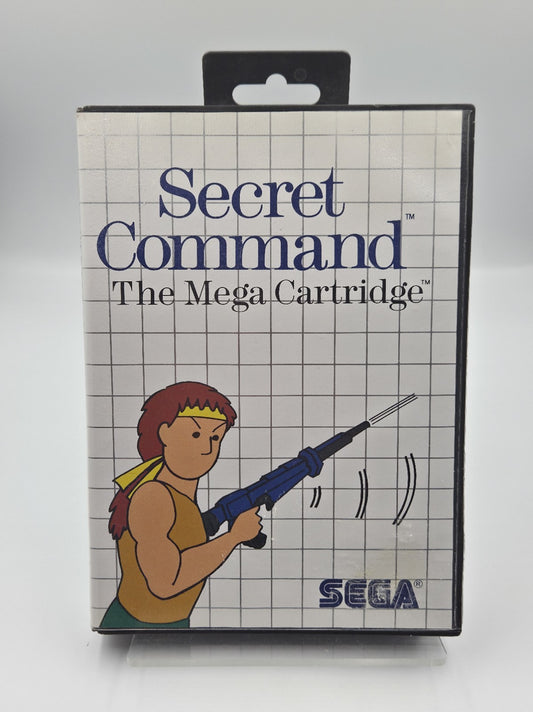 Secret
Command™
The Mega Cartridge™
SEGA®